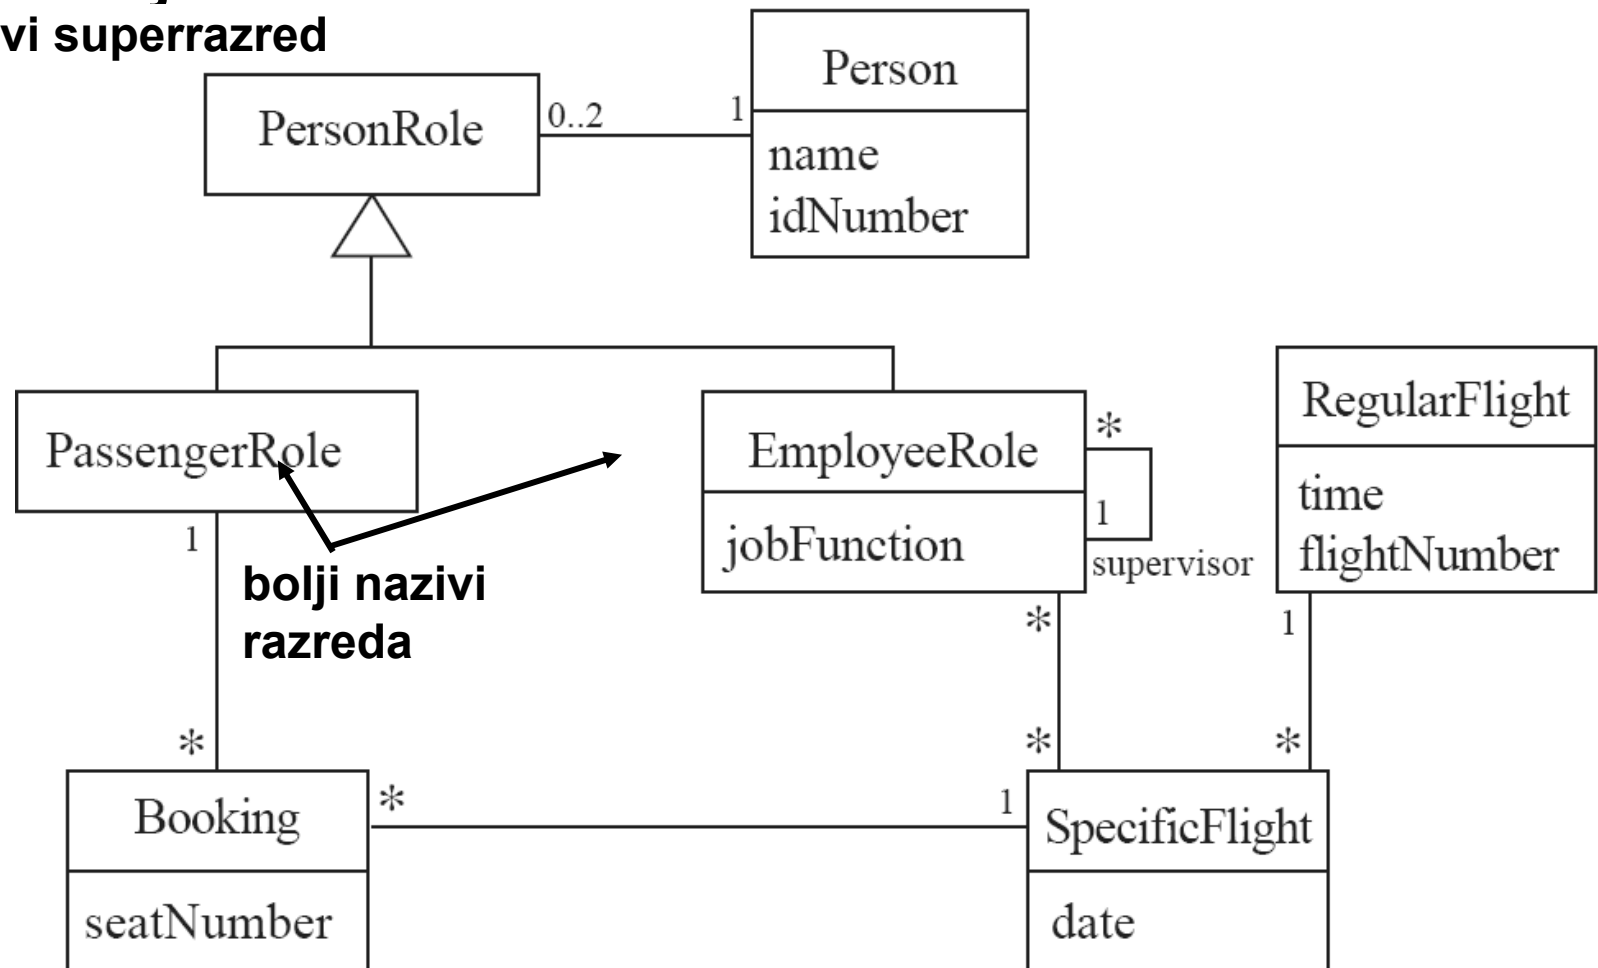 vi superrazred
Person
PersonRole
0..2
1
name
idNumber
PassengerRole
EmployeeRole
*
RegularFlight
1
jobFunction
supervisor
time
flightNumber
1
bolji nazivi
razreda
*
1
*
*
*
Booking
*
1
SpecificFlight
seatNumber
date